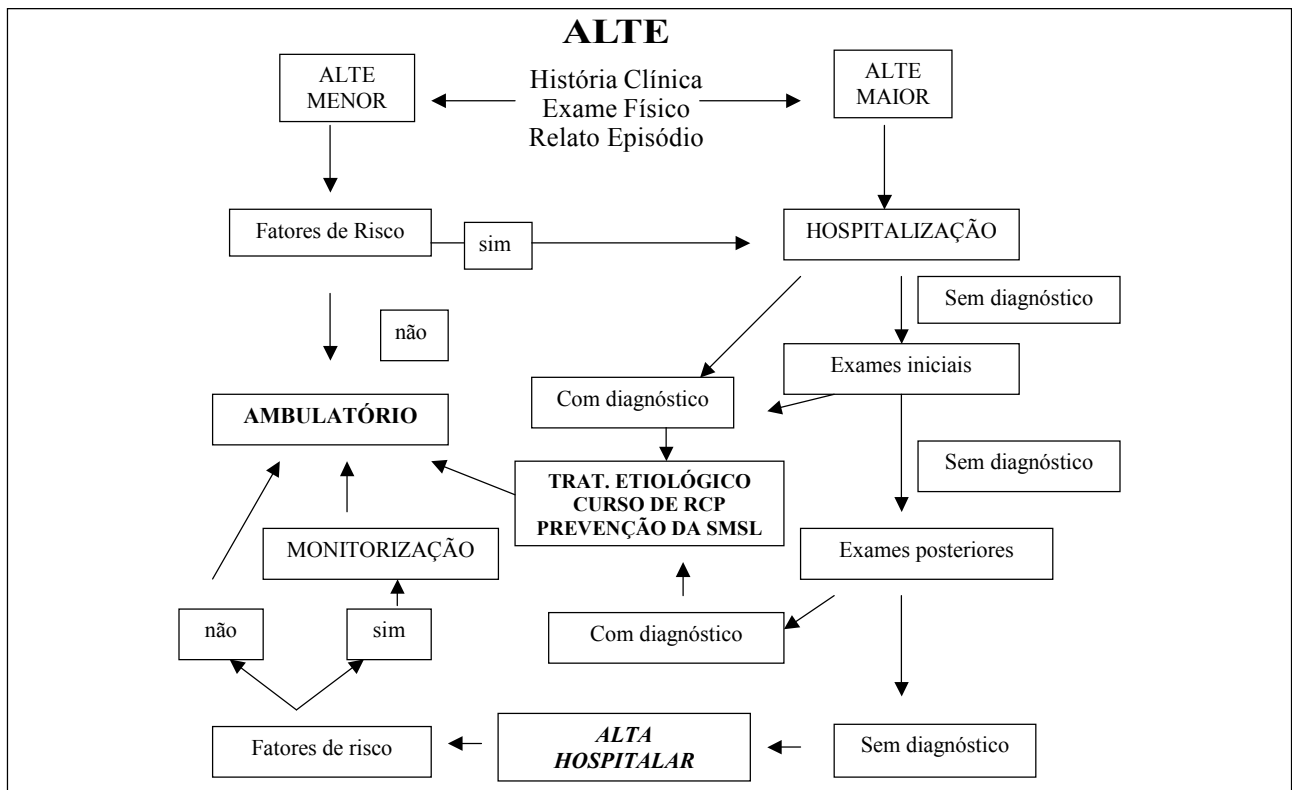 ALTE
ALTE
MENOR
História Clínica
Exame Físico
Relato Episódio
ALTE
MAIOR
Fatores de Risco
sim
HOSPITALIZAÇÃO
não
Sem diagnóstico
Exames iniciais
Com diagnóstico
AMBULATÓRIO
Sem diagnóstico
TRAT. ETIOLÓGICO
CURSO DE RCP
PREVENÇÃO DA SMSL
MONITORIZAÇÃO
Exames posteriores
não
sim
Com diagnóstico
Fatores de risco
ALTA
HOSPITALAR
Sem diagnóstico